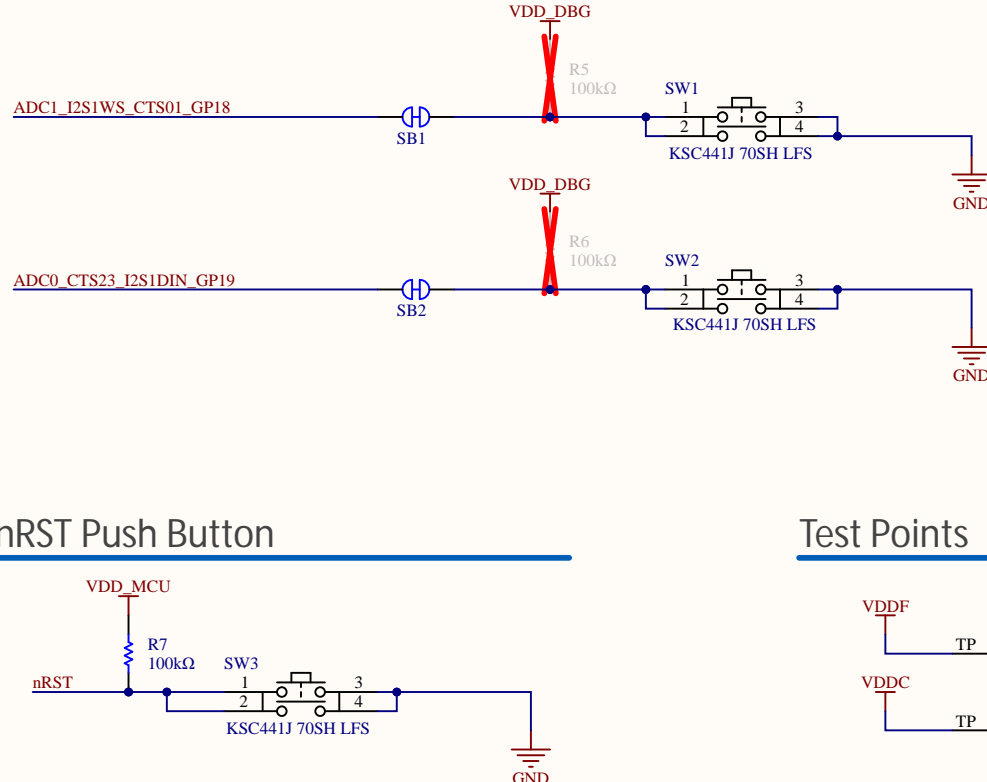 VDD_DBG
R5
100kΩ
SW1
ADC1_I2S1WS_CTS01_GP18
1
3
2
4
SB1
KSC441J 70SH LFS
GND
VDD_DBG
R6
100kΩ
SW2
ADC0_CTS23_I2S1DIN_GP19
1
3
2
4
SB2
KSC441J 70SH LFS
GND
nRST Push Button
Test Points
VDD_MCU
R7
100kΩ
SW3
nRST
1
3
2
4
KSC441J 70SH LFS
GND
VDDF
TP
VDDC
TP